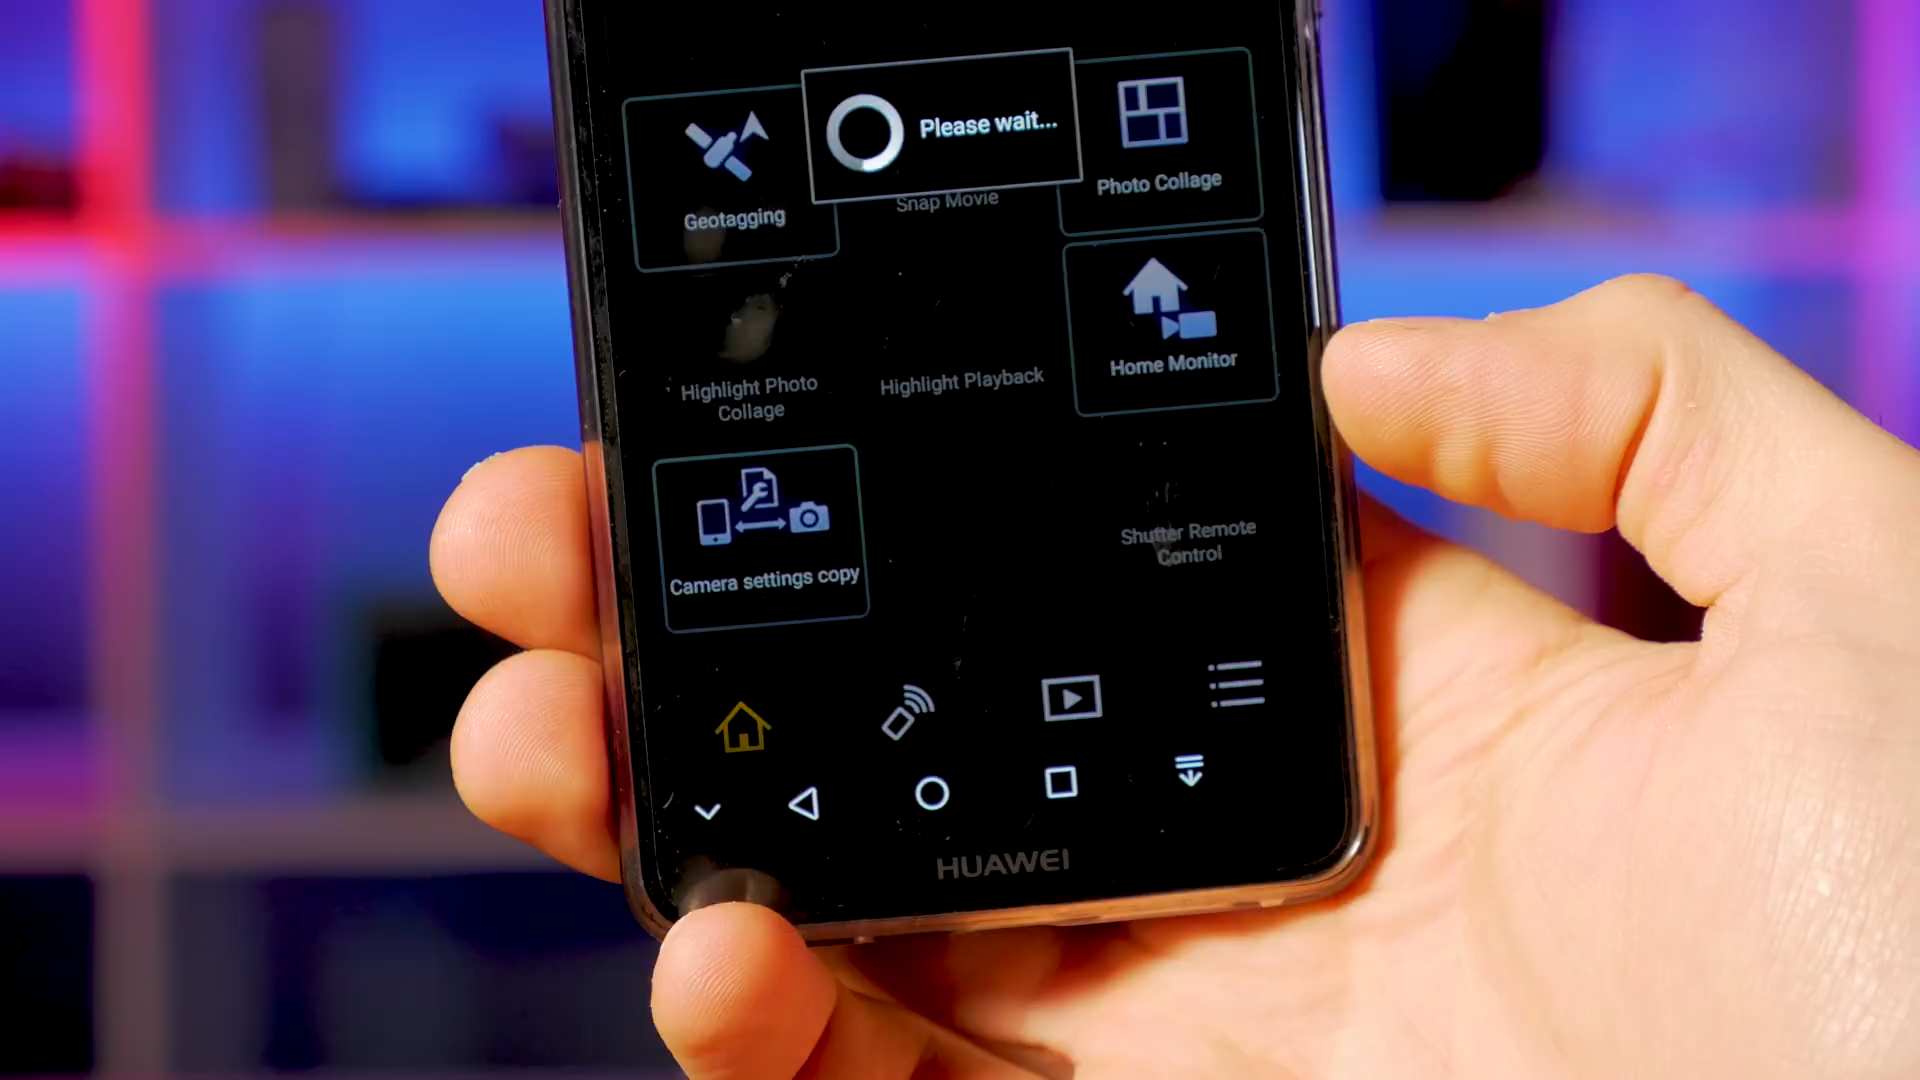 Please wait...
Geotagging
Snap Movie
Photo Collage
Highlight Photo
Collage
Highlight Playback
Home Monitor
Camera settings copy
Shutter Remote
Control
HUAWEI